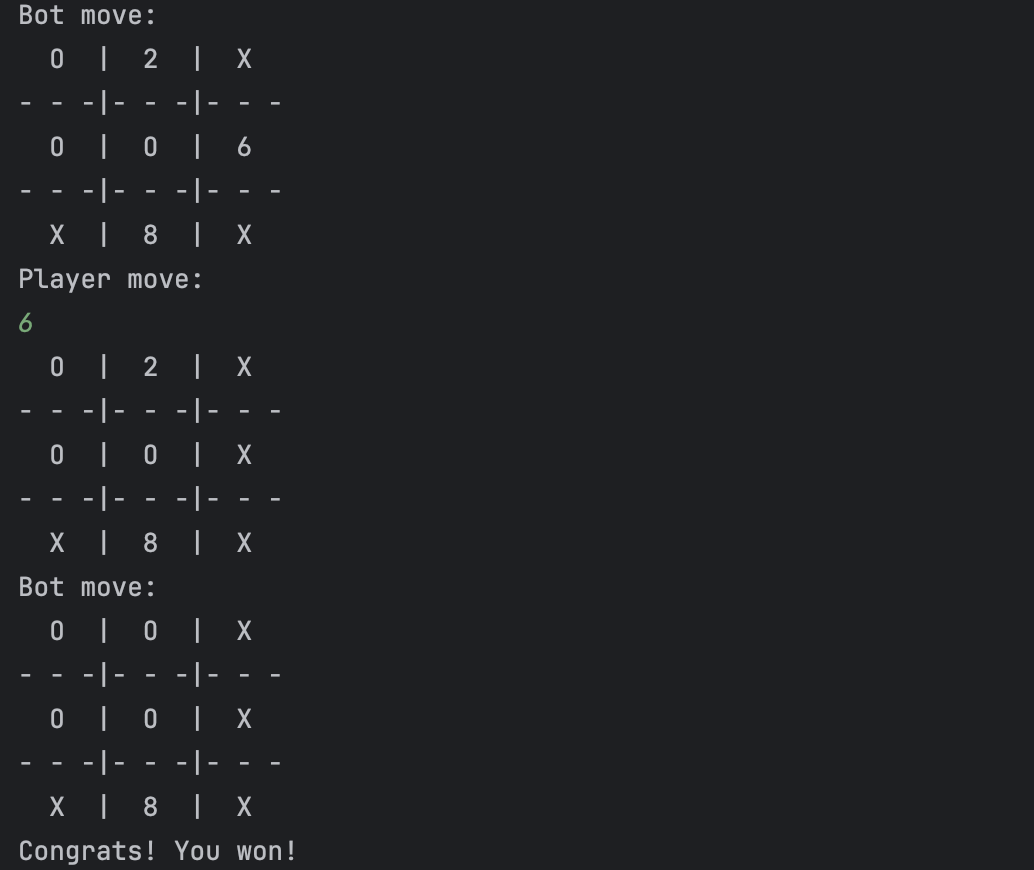 Bot move:
  O  |  2  |  X
- - -|- - -|- - -
  O  |  O  |  6
- - -|- - -|- - -
  X  |  8  |  X
Player move:
6
  O  |  2  |  X
- - -|- - -|- - -
  O  |  O  |  X
- - -|- - -|- - -
  X  |  8  |  X
Bot move:
  O  |  O  |  X
- - -|- - -|- - -
  O  |  O  |  X
- - -|- - -|- - -
  X  |  8  |  X
Congrats! You won!